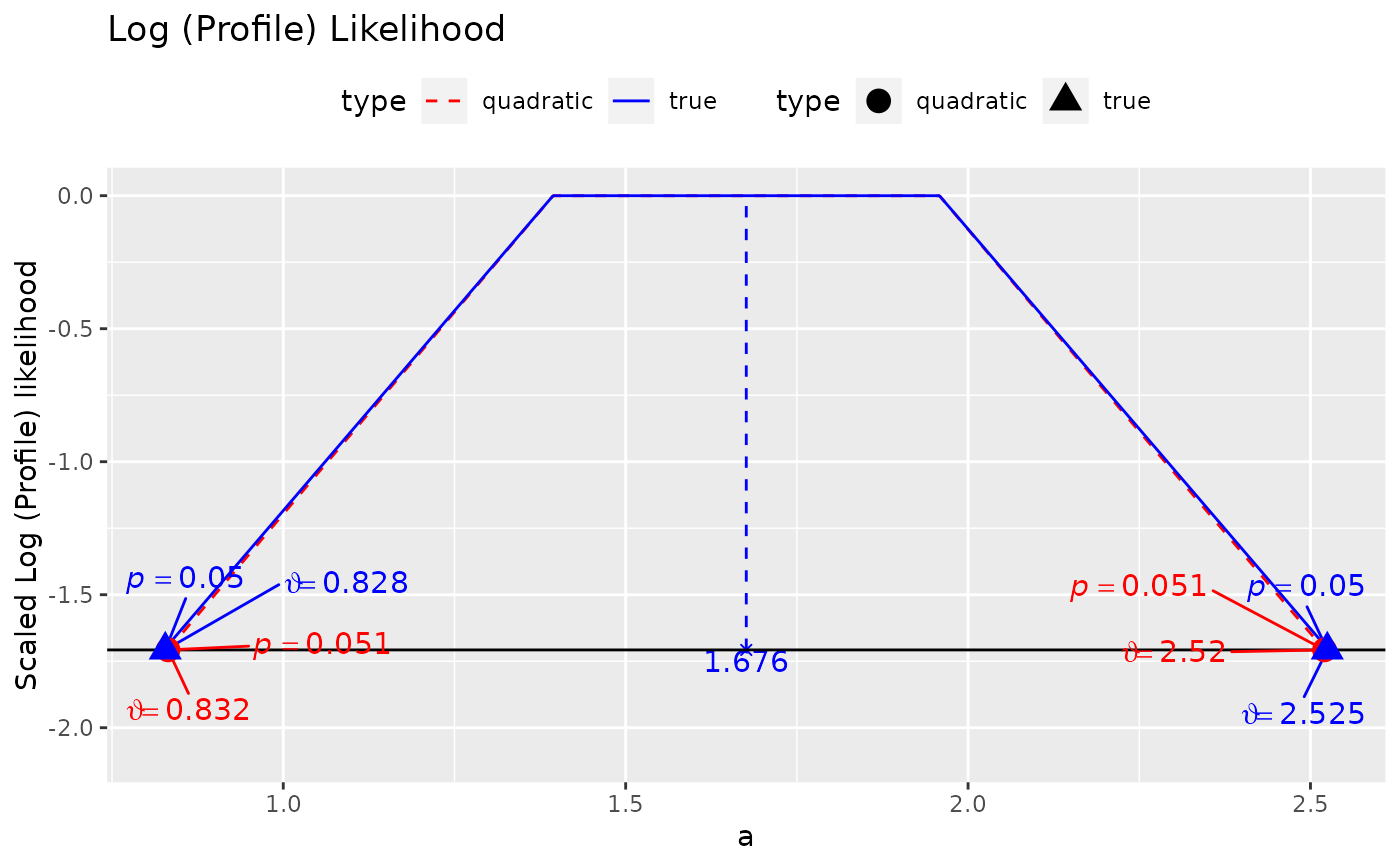 Log (Profile) Likelihood
type quadratic true type quadratic true
Scaled Log (Profile) likelihood
0.0
-0.5
-1.0
-1.5
-2.0
p = 0.05
ϑ= 0.828
p = 0.051
ϑ= 0.832
1.676
p = 0.051
p = 0.05
ϑ= 2.52
ϑ= 2.525
1.0 1.5 2.0 2.5
a